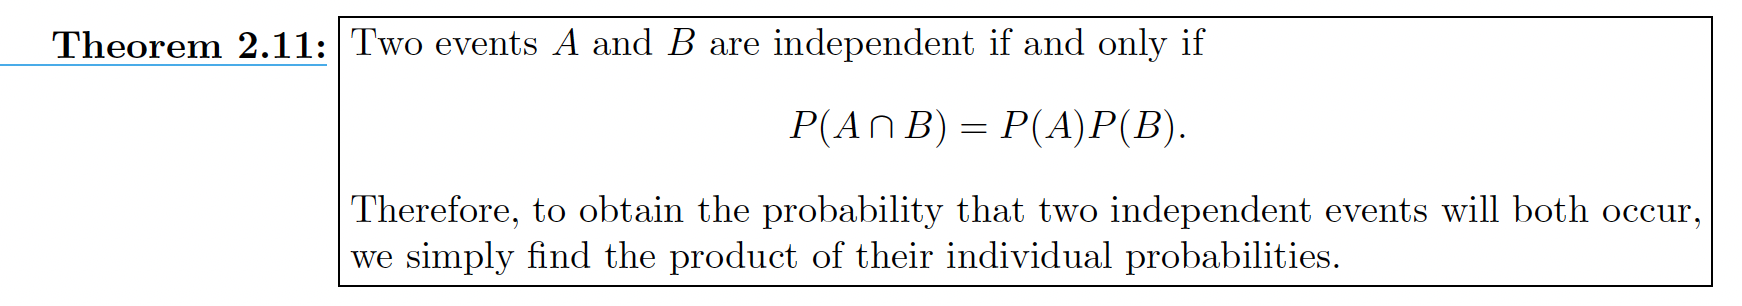 Theorem 2.11: Two events A and B are independent if and only if
P(A ∩ B) = P(A)P(B).
Therefore, to obtain the probability that two independent events will both occur,
we simply find the product of their individual probabilities.